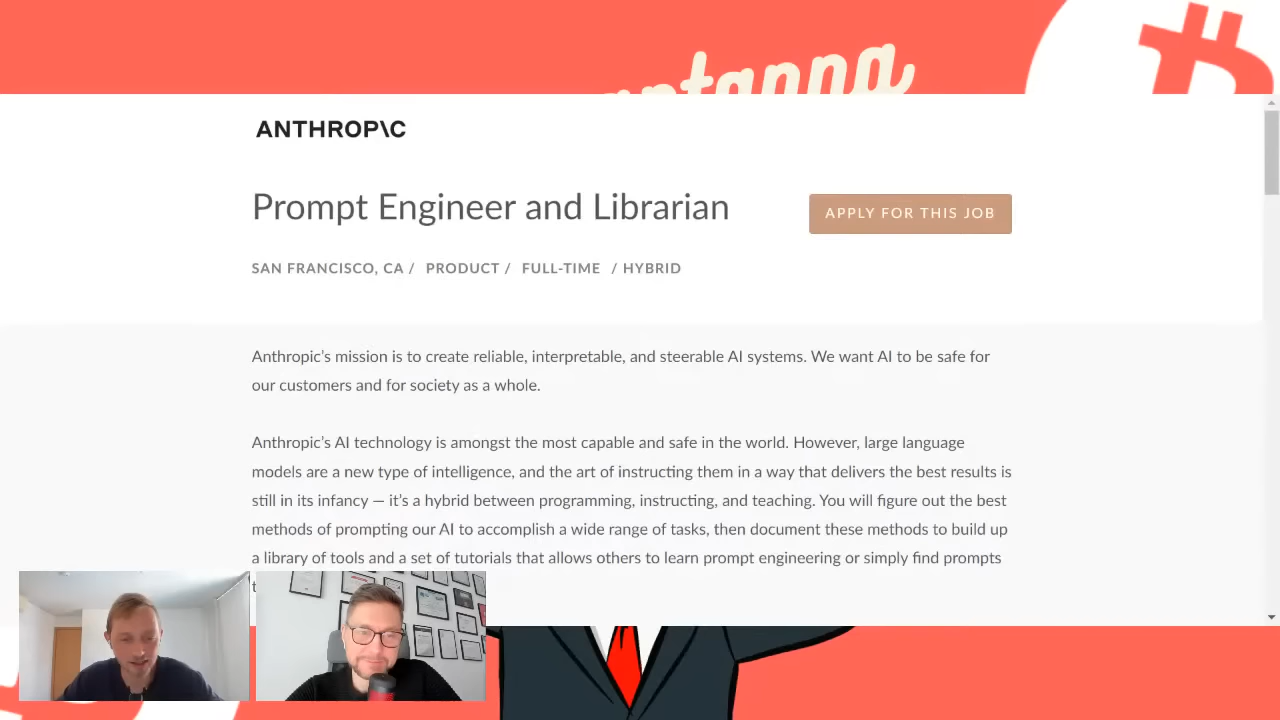 ANTHROP\C
Prompt Engineer and Librarian
APPLY FOR THIS JOB
SAN FRANCISCO, CA / PRODUCT / FULL-TIME / HYBRID
Anthropic’s mission is to create reliable, interpretable, and steerable AI systems. We want AI to be safe for
our customers and for society as a whole.
Anthropic’s AI technology is amongst the most capable and safe in the world. However, large language
models are a new type of intelligence, and the art of instructing them in a way that delivers the best results is
still in its infancy — it’s a hybrid between programming, instructing, and teaching. You will figure out the best
methods of prompting our AI to accomplish a wide range of tasks, then document these methods to build up
a library of tools and a set of tutorials that allows others to learn prompt engineering or simply find prompts